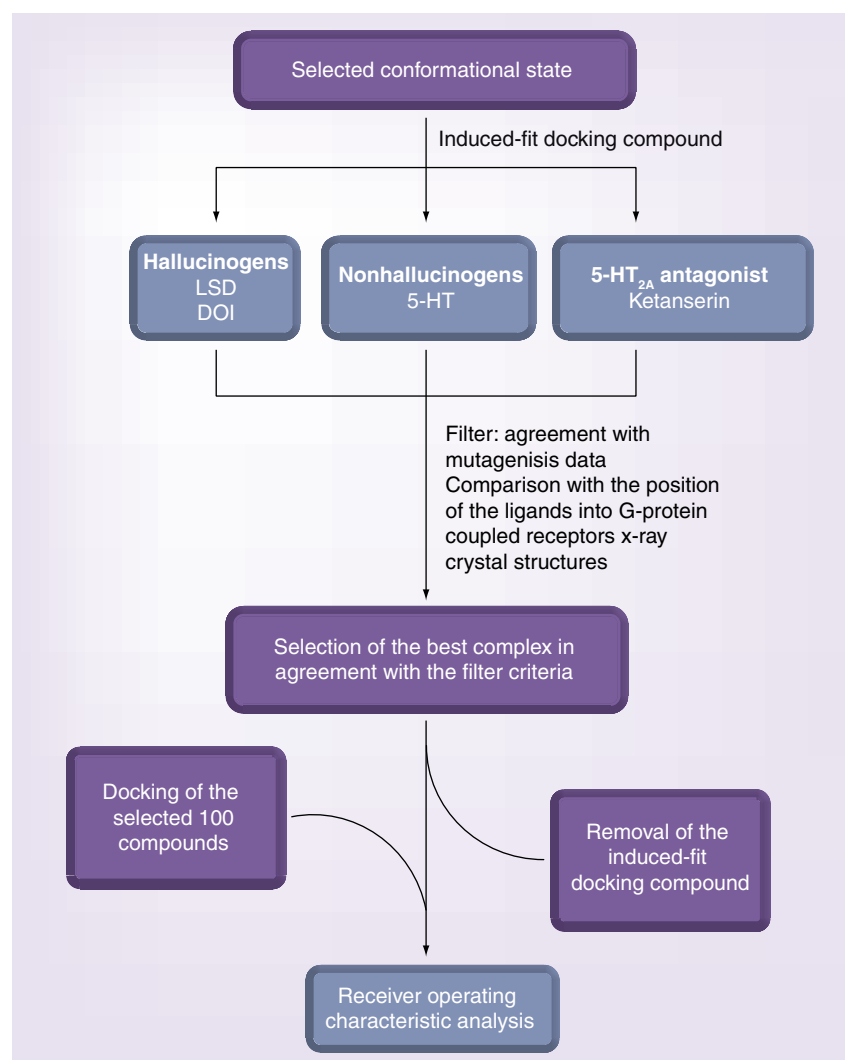 Selected conformational state
Induced-fit docking compound
Hallucinogens
LSD
DOI
Nonhallucinogens
5-HT
5-HT2A antagonist
Ketanserin
Filter: agreement with
mutagenisis data
Comparison with the position
of the ligands into G-protein
coupled receptors x-ray
crystal structures
Selection of the best complex in
agreement with the filter criteria
Docking of the
selected 100
compounds
Removal of the
induced-fit
docking compound
Receiver operating
characteristic analysis